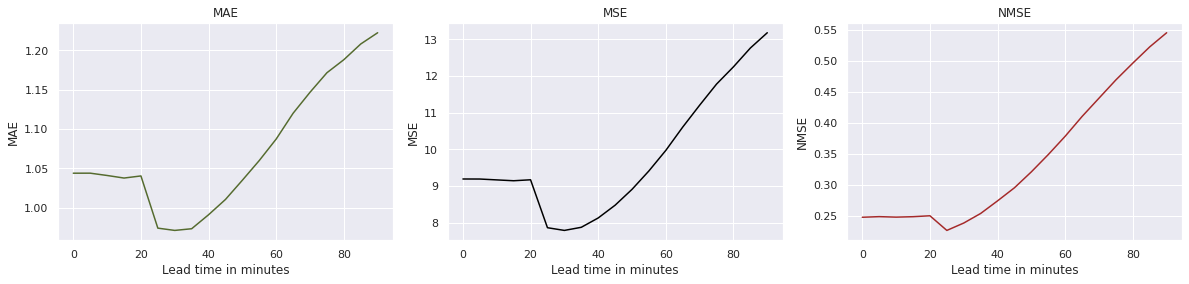 MAE
MAE
1.20
1.15
1.10
1.05
1.00
0 20 40 60 80
Lead time in minutes
MSE
MSE
13
12
11
10
9
8
0 20 40 60 80
Lead time in minutes
NMSE
NMSE
0.55
0.50
0.45
0.40
0.35
0.30
0.25
0 20 40 60 80
Lead time in minutes